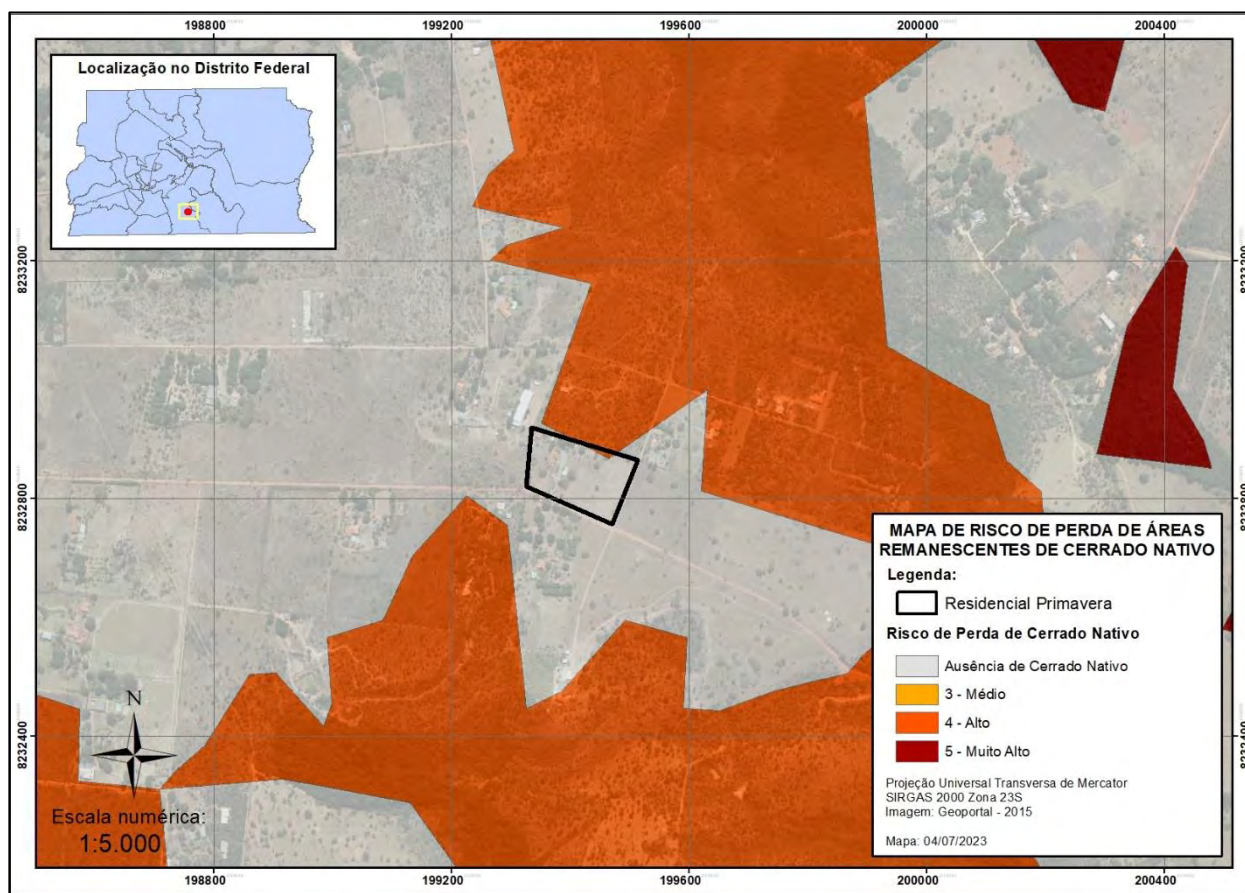 198800
199200
199600
200000
200400
Localização no Distrito Federal
8233200
8233200
8232800
8232800
8232400
8232400
N
Escala numérica:
1:5.000
MAPA DE RISCO DE PERDA DE ÁREAS
REMANESCENTES DE CERRADO NATIVO
Legenda:
Residencial Primavera
Risco de Perda de Cerrado Nativo
Ausência de Cerrado Nativo
3 - Médio
4 - Alto
5 - Muito Alto
Projeção Universal Transversa de Mercator
SIRGAS 2000 Zona 23S
Imagem: Geoportal - 2015
Mapa: 04/07/2023
198800
199200
199600
200000
200400